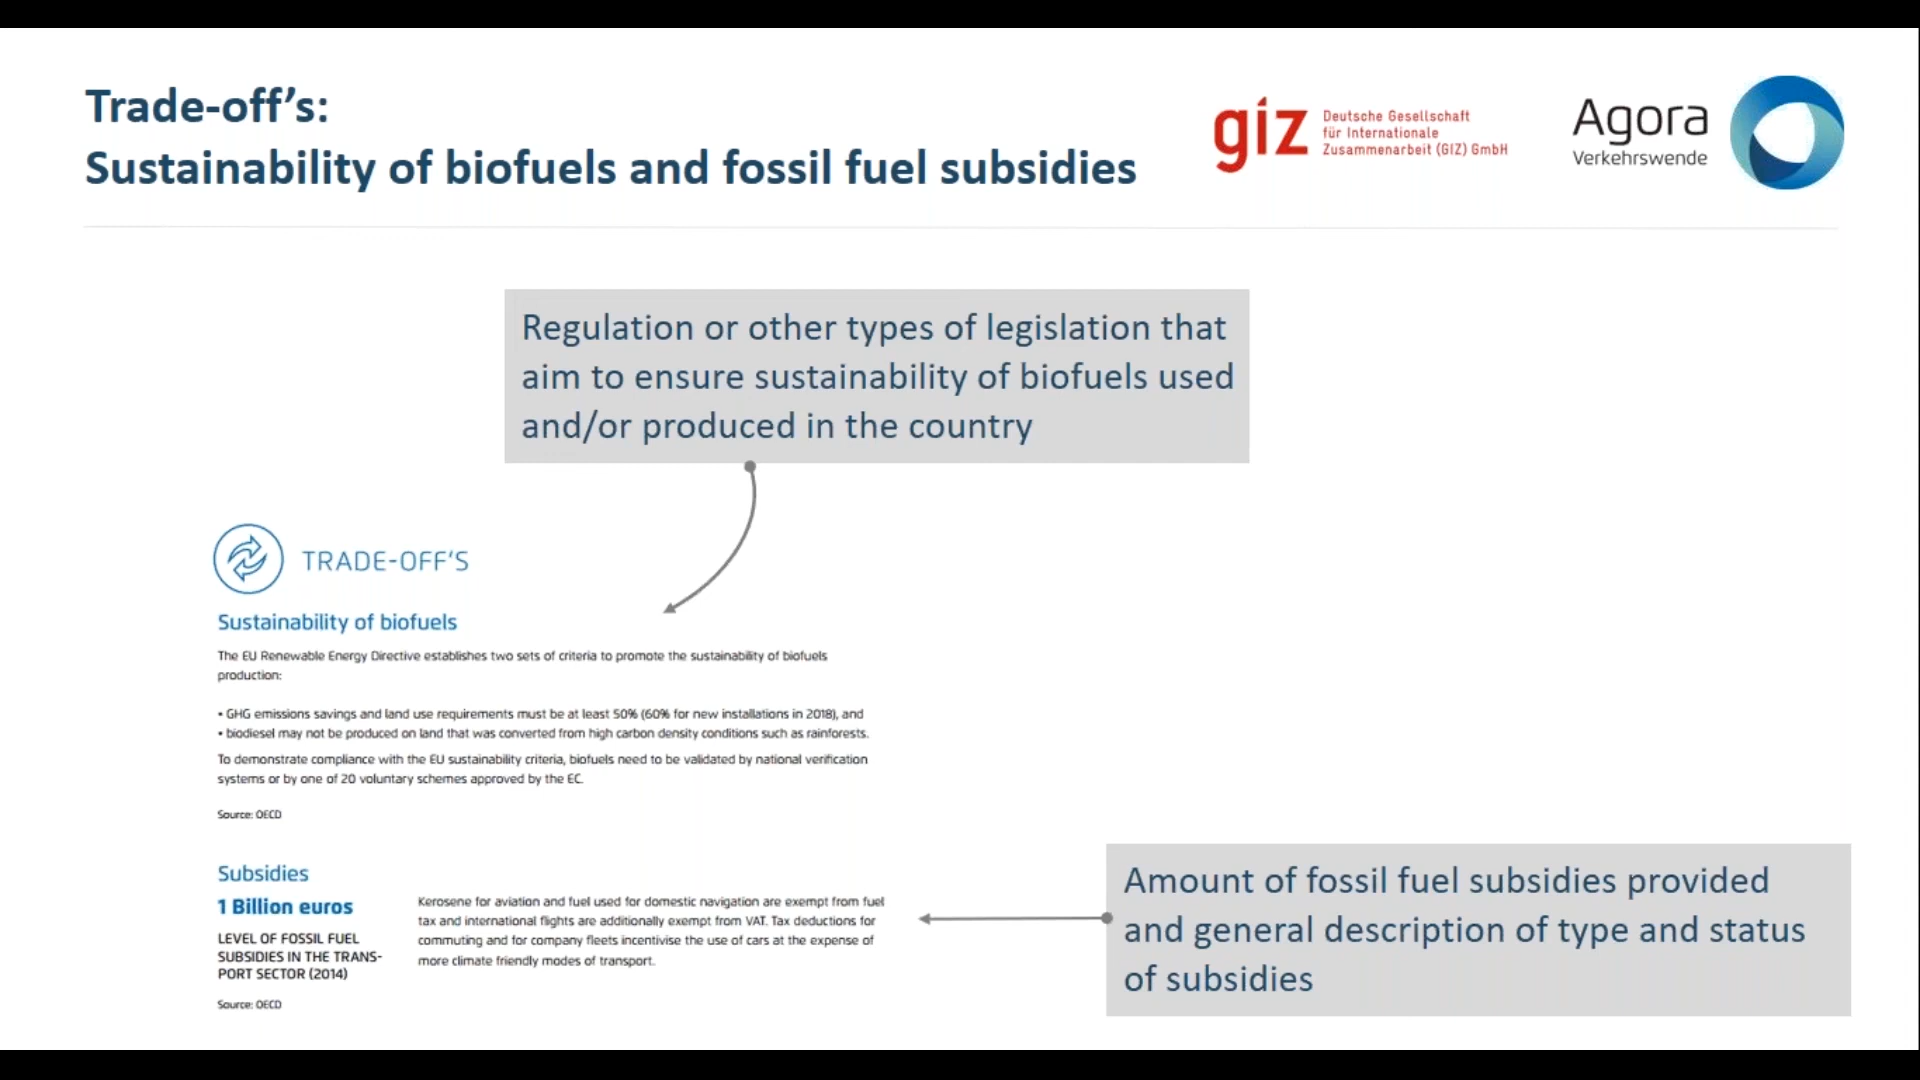 Trade-off’s:
Sustainability of biofuels and fossil fuel subsidies
giz
Deutsche Gesellschaft
für Internationale
Zusammenarbeit (GIZ) GmbH
Agora
Verkehrswende
Regulation or other types of legislation that
aim to ensure sustainability of biofuels used
and/or produced in the country
TRADE-OFF'S
Sustainability of biofuels
The EU Renewable Energy Directive establishes two sets of criteria to promote the sustainability of biofuels
production:
• GHG emissions savings and land use requirements must be at least 50% (60% for new installations in 2018), and
• biodiesel may not be produced on land that was converted from high carbon density conditions such as rainforests.
To demonstrate compliance with the EU sustainability criteria, biofuels need to be validated by national verification
systems or by one of 20 voluntary schemes approved by the EC.
Source: OECD
Subsidies
1 Billion euros
LEVEL OF FOSSIL FUEL
SUBSIDIES IN THE TRANS-
PORT SECTOR (2014)
Source: OECD
Kerosene for aviation and fuel used for domestic navigation are exempt from fuel
tax and international flights are additionally exempt from VAT. Tax deductions for
commuting and for company fleets incentivise the use of cars at the expense of
more climate friendly modes of transport.
Amount of fossil fuel subsidies provided
and general description of type and status
of subsidies